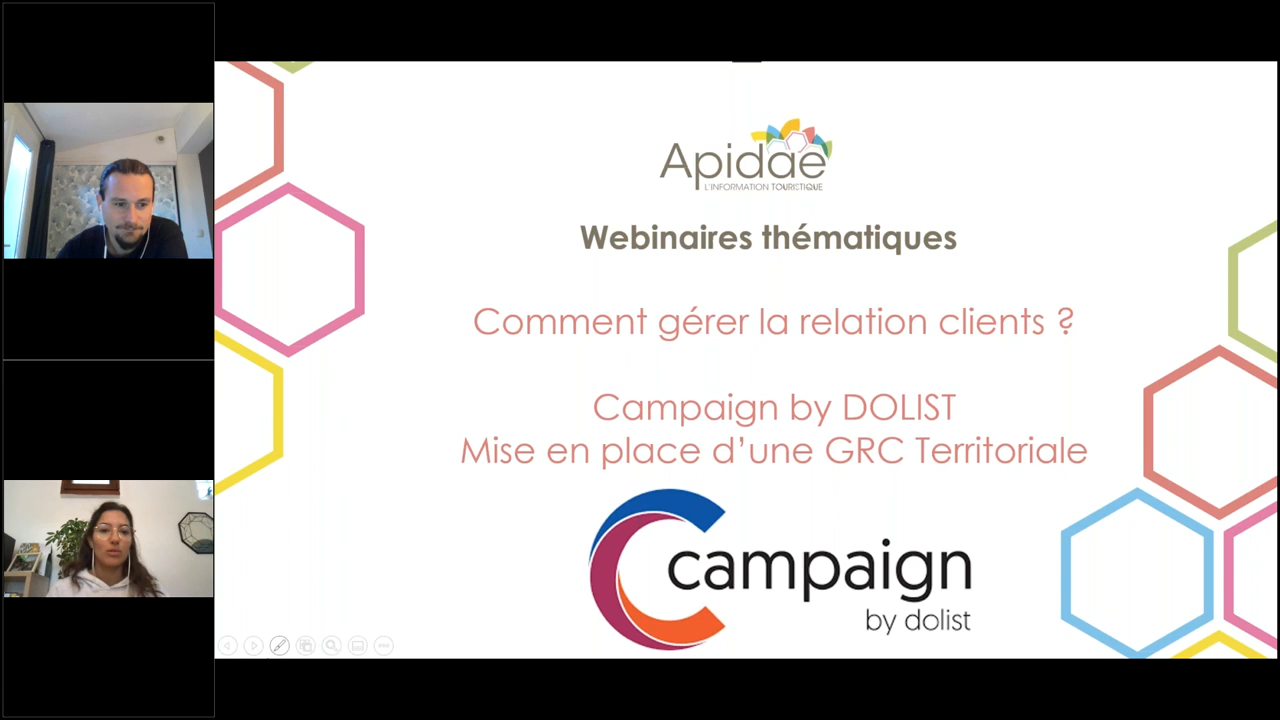 Apidae
L'INFORMATION TOURISTIQUE
Webinaires thématiques
Comment gérer la relation clients ?
Campaign by DOLIST
Mise en place d’une GRC Territoriale
campaign
by dolist